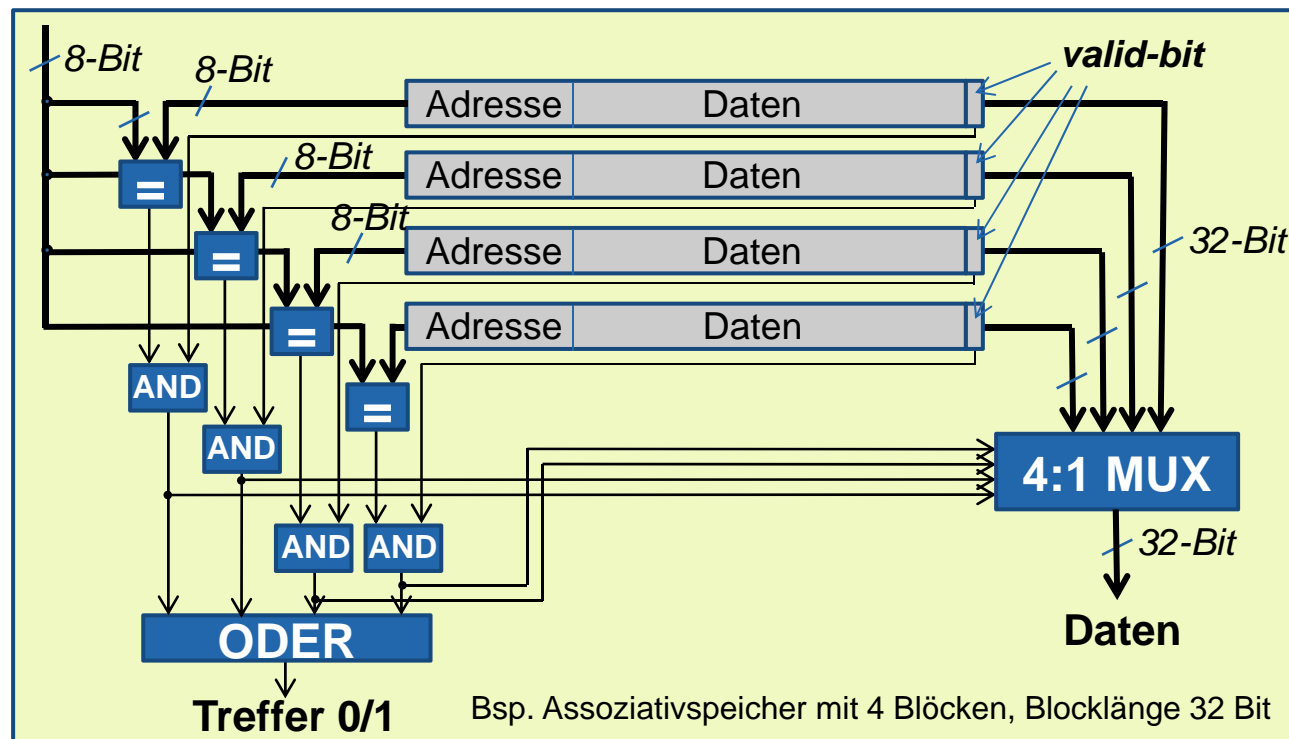 8-Bit
8-Bit
valid-bit
Adresse Daten
=
8-Bit
Adresse Daten
=
8-Bit
Adresse Daten
32-Bit
=
Adresse Daten
AND
=
AND
4:1 MUX
AND AND
32-Bit
ODER
Daten
Treffer 0/1
Bsp. Assoziativspeicher mit 4 Blöcken, Blocklänge 32 Bit